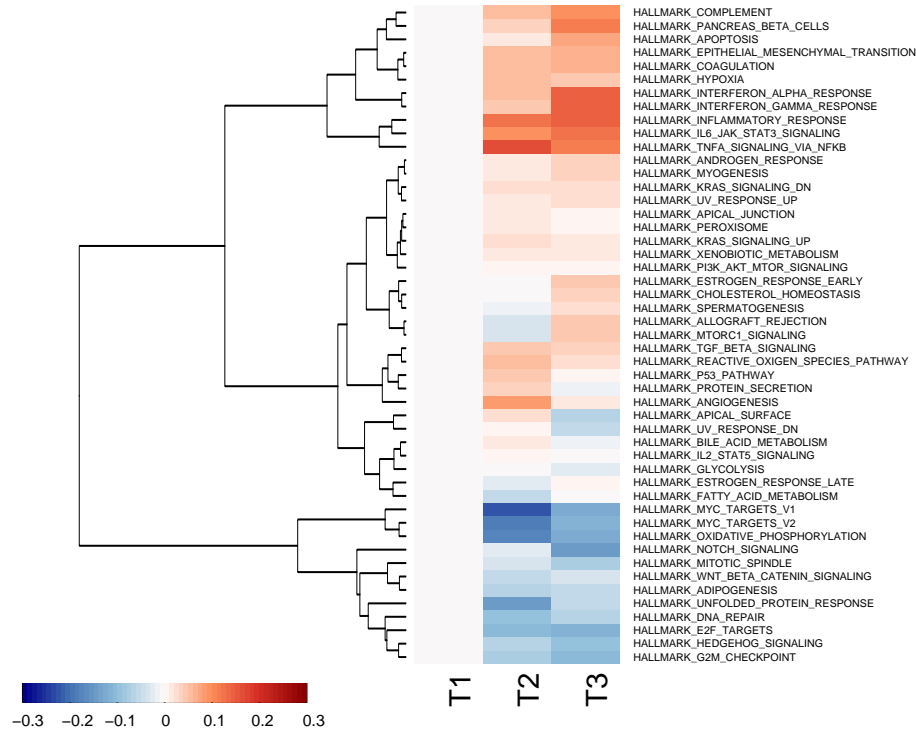 HALLMARK_COMPLEMENT
HALLMARK_PANCREAS_BETA_CELLS
HALLMARK_APOPTOSIS
HALLMARK_EPITHELIAL_MESENCHYMAL_TRANSITION
HALLMARK_COAGULATION
HALLMARK_HYPOXIA
HALLMARK_INTERFERON_ALPHA_RESPONSE
HALLMARK_INTERFERON_GAMMA_RESPONSE
HALLMARK_INFLAMMATORY_RESPONSE
HALLMARK_IL6_JAK_STAT3_SIGNALING
HALLMARK_TNFA_SIGNALING_VIA_NFKB
HALLMARK_ANDROGEN_RESPONSE
HALLMARK_MYOGENESIS
HALLMARK_KRAS_SIGNALING_DN
HALLMARK_UV_RESPONSE_UP
HALLMARK_APICAL_JUNCTION
HALLMARK_PEROXISOME
HALLMARK_KRAS_SIGNALING_UP
HALLMARK_XENOBIOTIC_METABOLISM
HALLMARK_PI3K_AKT_MTOR_SIGNALING
HALLMARK_ESTROGEN_RESPONSE_EARLY
HALLMARK_CHOLESTEROL_HOMEOSTASIS
HALLMARK_SPERMATOGENESIS
HALLMARK_ALLOGRAFT_REJECTION
HALLMARK_MTORC1_SIGNALING
HALLMARK_TGF_BETA_SIGNALING
HALLMARK_REACTIVE_OXIGEN_SPECIES_PATHWAY
HALLMARK_P53_PATHWAY
HALLMARK_PROTEIN_SECRETION
HALLMARK_ANGIOGENESIS
HALLMARK_APICAL_SURFACE
HALLMARK_UV_RESPONSE_DN
HALLMARK_BILE_ACID_METABOLISM
HALLMARK_IL2_STAT5_SIGNALING
HALLMARK_GLYCOLYSIS
HALLMARK_ESTROGEN_RESPONSE_LATE
HALLMARK_FATTY_ACID_METABOLISM
HALLMARK_MYC_TARGETS_V1
HALLMARK_MYC_TARGETS_V2
HALLMARK_OXIDATIVE_PHOSPHORYLATION
HALLMARK_NOTCH_SIGNALING
HALLMARK_MITOTIC_SPINDLE
HALLMARK_WNT_BETA_CATENIN_SIGNALING
HALLMARK_ADIPOGENESIS
HALLMARK_UNFOLDED_PROTEIN_RESPONSE
HALLMARK_DNA_REPAIR
HALLMARK_E2F_TARGETS
HALLMARK_HEDGEHOG_SIGNALING
HALLMARK_G2M_CHECKPOINT
T1 T2 T3
−0.3 −0.2 −0.1 0 0.1 0.2 0.3